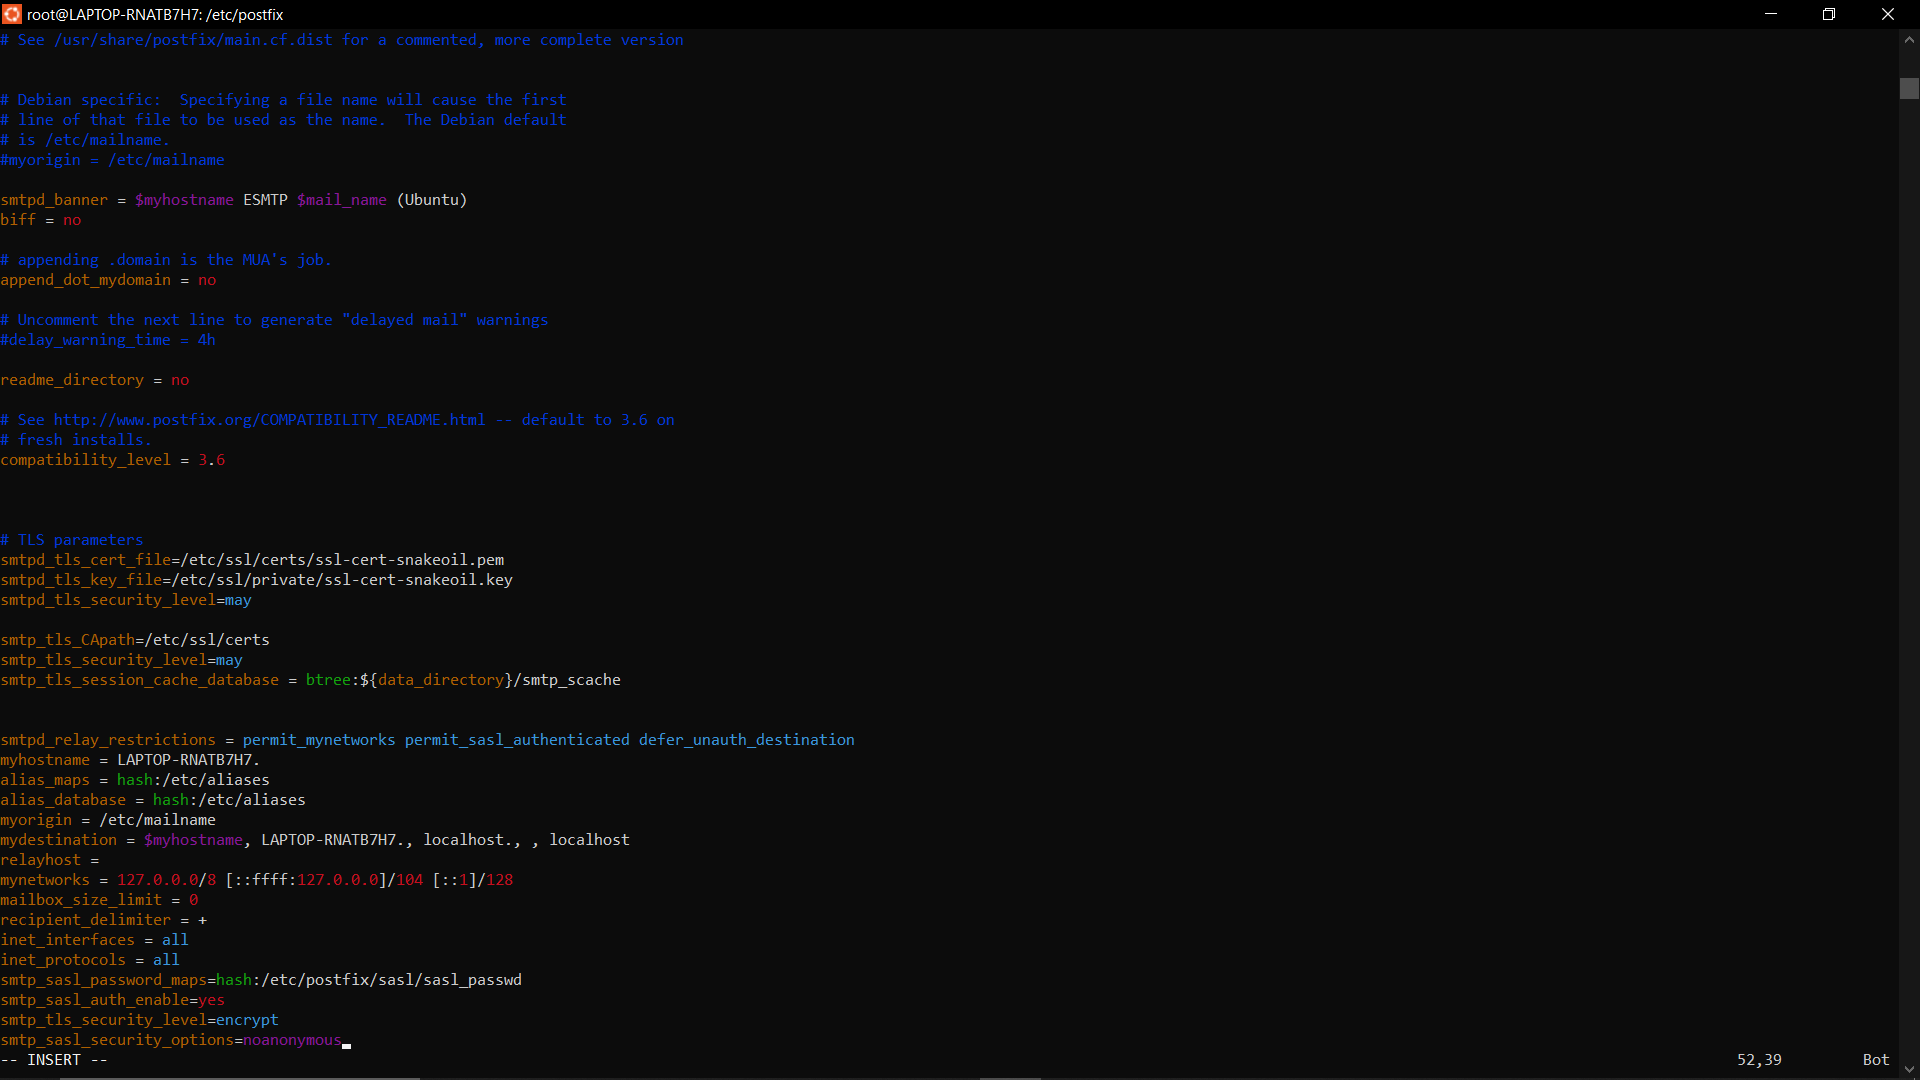 root@LAPTOP-RNATB7H7: /etc/postfix
# See /usr/share/postfix/main.cf.dist for a commented, more complete version
# Debian specific:  Specifying a file name will cause the first
# line of that file to be used as the name.  The Debian default
# is /etc/mailname.
#myorigin = /etc/mailname
smtpd_banner = $myhostname ESMTP $mail_name (Ubuntu)
biff = no
# appending .domain is the MUA's job.
append_dot_mydomain = no
# Uncomment the next line to generate "delayed mail" warnings
#delay_warning_time = 4h
readme_directory = no
# See http://www.postfix.org/COMPATIBILITY_README.html -- default to 3.6 on
# fresh installs.
compatibility_level = 3.6
# TLS parameters
smtpd_tls_cert_file=/etc/ssl/certs/ssl-cert-snakeoil.pem
smtpd_tls_key_file=/etc/ssl/private/ssl-cert-snakeoil.key
smtpd_tls_security_level=may
smtp_tls_CApath=/etc/ssl/certs
smtp_tls_security_level=may
smtp_tls_session_cache_database = btree:${data_directory}/smtp_scache
smtpd_relay_restrictions = permit_mynetworks permit_sasl_authenticated defer_unauth_destination
myhostname = LAPTOP-RNATB7H7.
alias_maps = hash:/etc/aliases
alias_database = hash:/etc/aliases
myorigin = /etc/mailname
mydestination = $myhostname, LAPTOP-RNATB7H7., localhost., , localhost
relayhost =
mynetworks = 127.0.0.0/8 [::ffff:127.0.0.0]/104 [::1]/128
mailbox_size_limit = 0
recipient_delimiter = +
inet_interfaces = all
inet_protocols = all
smtp_sasl_password_maps=hash:/etc/postfix/sasl/sasl_passwd
smtp_sasl_auth_enable=yes
smtp_tls_security_level=encrypt
smtp_sasl_security_options=noanonymous
-- INSERT -- 52,39 Bot